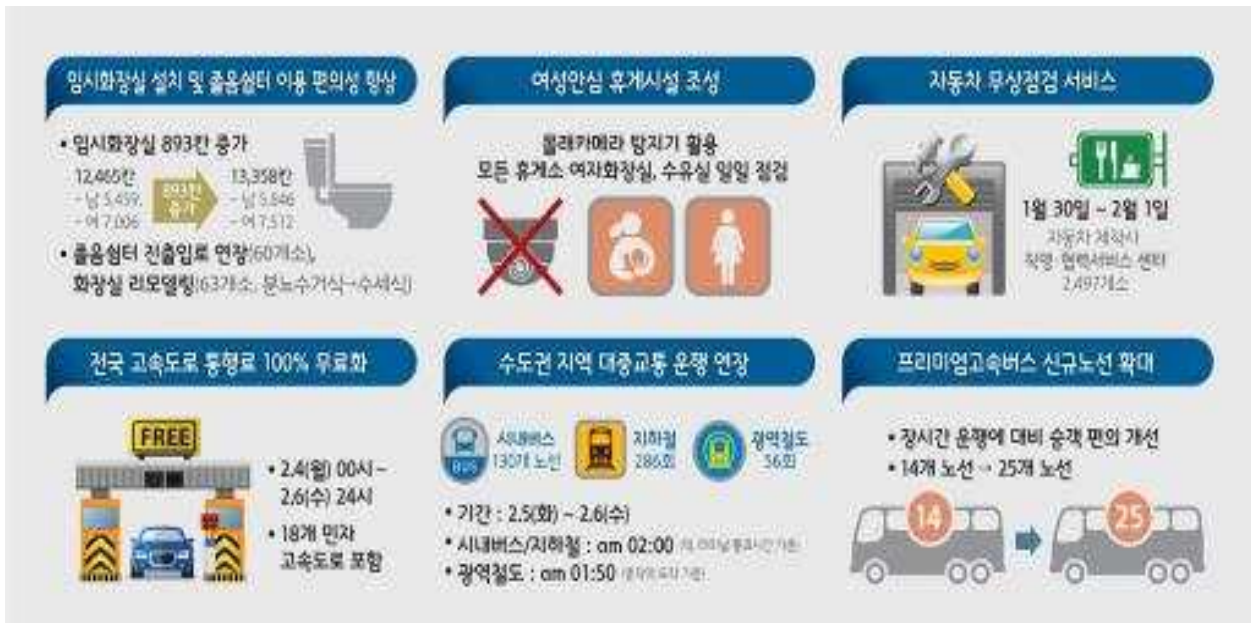 임시화장실 설치 및 졸음쉼터 이용 편의성 향상
• 임시화장실 893칸 증가
12,465칸
- 남 5,459,
- 여 7,006
893칸
증가
13,358칸
- 남 5,846
- 여 7,512
• 졸음쉼터 진출입로 연장(60개소),
화장실 리모델링(63개소, 분뇨수거식→수세식)
여성안심 휴게시설 조성
몰래카메라 탐지기 활용
모든 휴게소 여자화장실, 수유실 일일 점검
자동차 무상점검 서비스
1월 30일 ~ 2월 1일
자동차 제작사
직영·협력서비스 센터
2,497개소
전국 고속도로 통행료 100% 무료화
FREE
• 2.4(월) 00시 ~
2.6(수) 24시
• 18개 민자
고속도로 포함
수도권 지역 대중교통 운행 연장
BUS
시내버스
130개 노선
지하철
286회
광역철도
56회
• 기간 : 2.5(화) ~ 2.6(수)
• 시내버스/지하철 : am 02:00
• 광역철도 : am 01:50
프리미엄고속버스 신규노선 확대
• 장시간 운행에 대비 승객 편의 개선
• 14개 노선 → 25개 노선
14
25